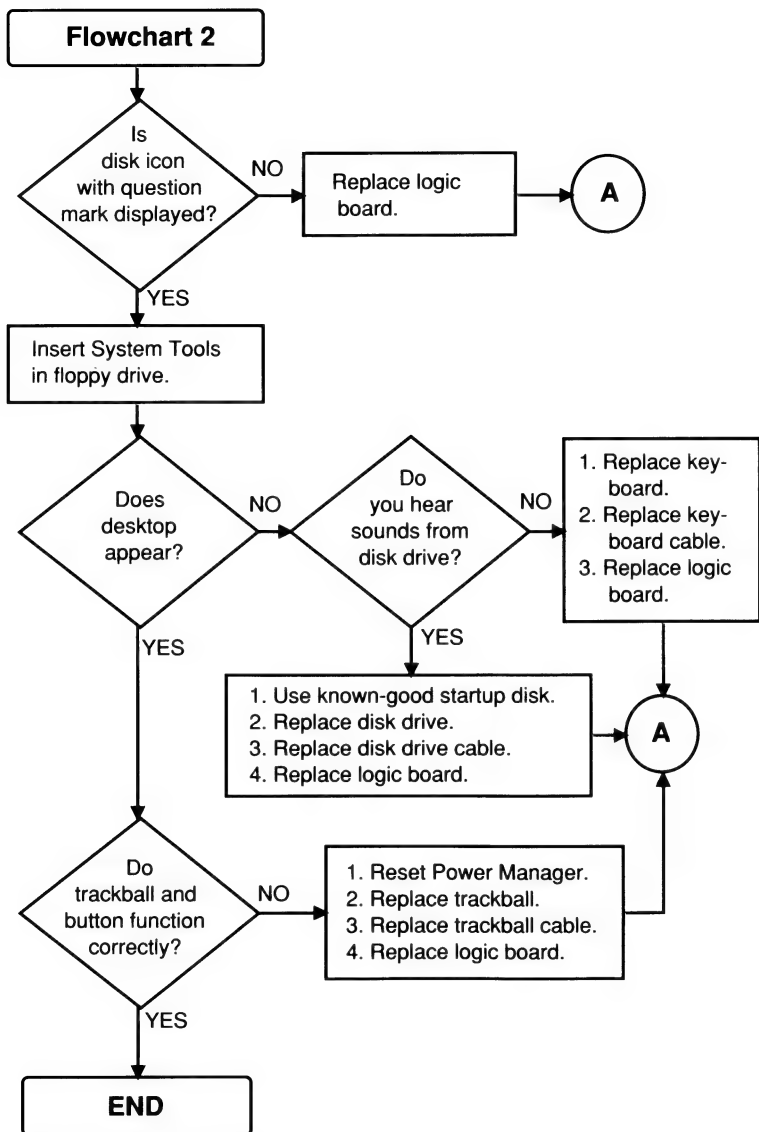 Flowchart 2
Is
disk icon
with question
mark displayed?
NO
Replace logic
board.
A
YES
Insert System Tools
in floppy drive.
Does
desktop
appear?
NO
Do
you hear
sounds from
disk drive?
NO
1. Replace key-
board.
2. Replace key-
board cable.
3. Replace logic
board.
YES
YES
1. Use known-good startup disk.
2. Replace disk drive.
3. Replace disk drive cable.
4. Replace logic board.
A
Do
trackball and
button function
correctly?
NO
1. Reset Power Manager.
2. Replace trackball.
3. Replace trackball cable.
4. Replace logic board.
YES
END